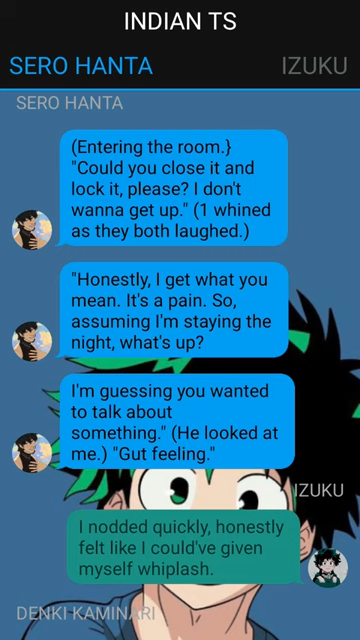 INDIAN TS
SERO HANTA IZUKU
SERO HANTA
(Entering the room.}
"Could you close it and
lock it, please? I don't
wanna get up." (1 whined
as they both laughed.)
"Honestly, I get what you
mean. It's a pain. So,
assuming I'm staying the
night, what's up?
I'm guessing you wanted
to talk about
something." (He looked at
me.) "Gut feeling."
IZUKU
I nodded quickly, honestly
felt like I could've given
myself whiplash.
DENKI KAMINARI